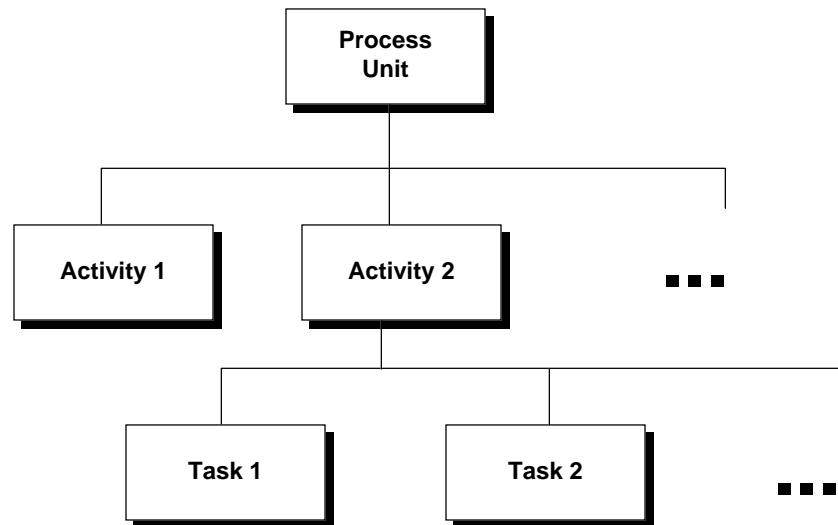 Process
Unit
Activity 1
Activity 2
...
Task 1
Task 2
...